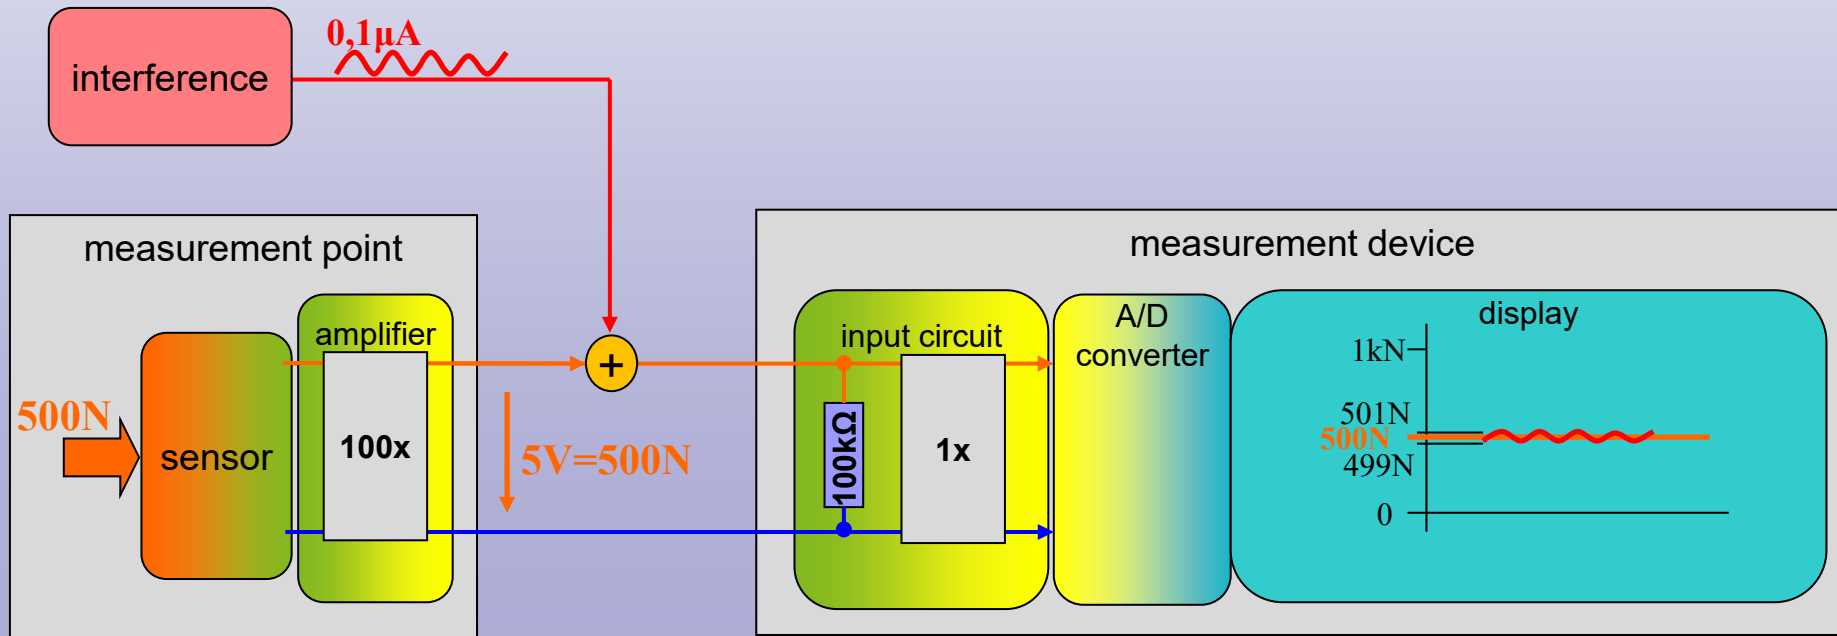 0,1µA
interference
measurement point
measurement device
amplifier
input circuit
A/D
converter
display
1kN
501N
500N
499N
0
500N
sensor
100x
5V=500N
+
100kΩ
1x